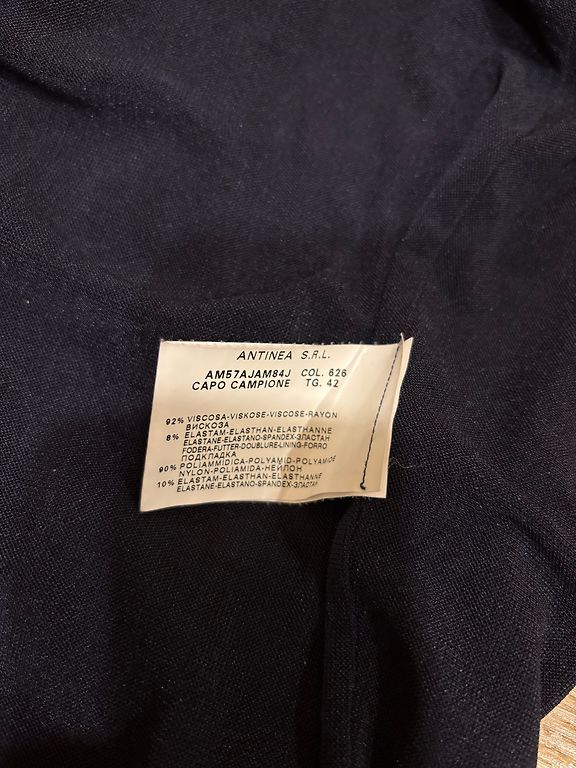 ANTINEA S.R.L.
AM57AJAM84J COL. 626
CAPO CAMPIONE TG. 42
92% VISCOSA-VISKOSE-VISCOSE-RAYON
ВИСКОЗА
8% ELASTAM-ELASTHAN-ELASTHANNE
ELASTANE-ELASTANO-SPANDEX-ЭЛАСТАН
FODERA-FUTTER-DOUBLURE-LINING-FORRO
ПОДКЛАДКА
90% POLIAMMIDICA-POLYAMID-POLYAMIDE
NYLON-POLIAMIDA-НЕЙЛОН
10% ELASTAM-ELASTHAN-ELASTHANNE
ELASTANE-ELASTANO-SPANDEX-ЭЛАСТАН